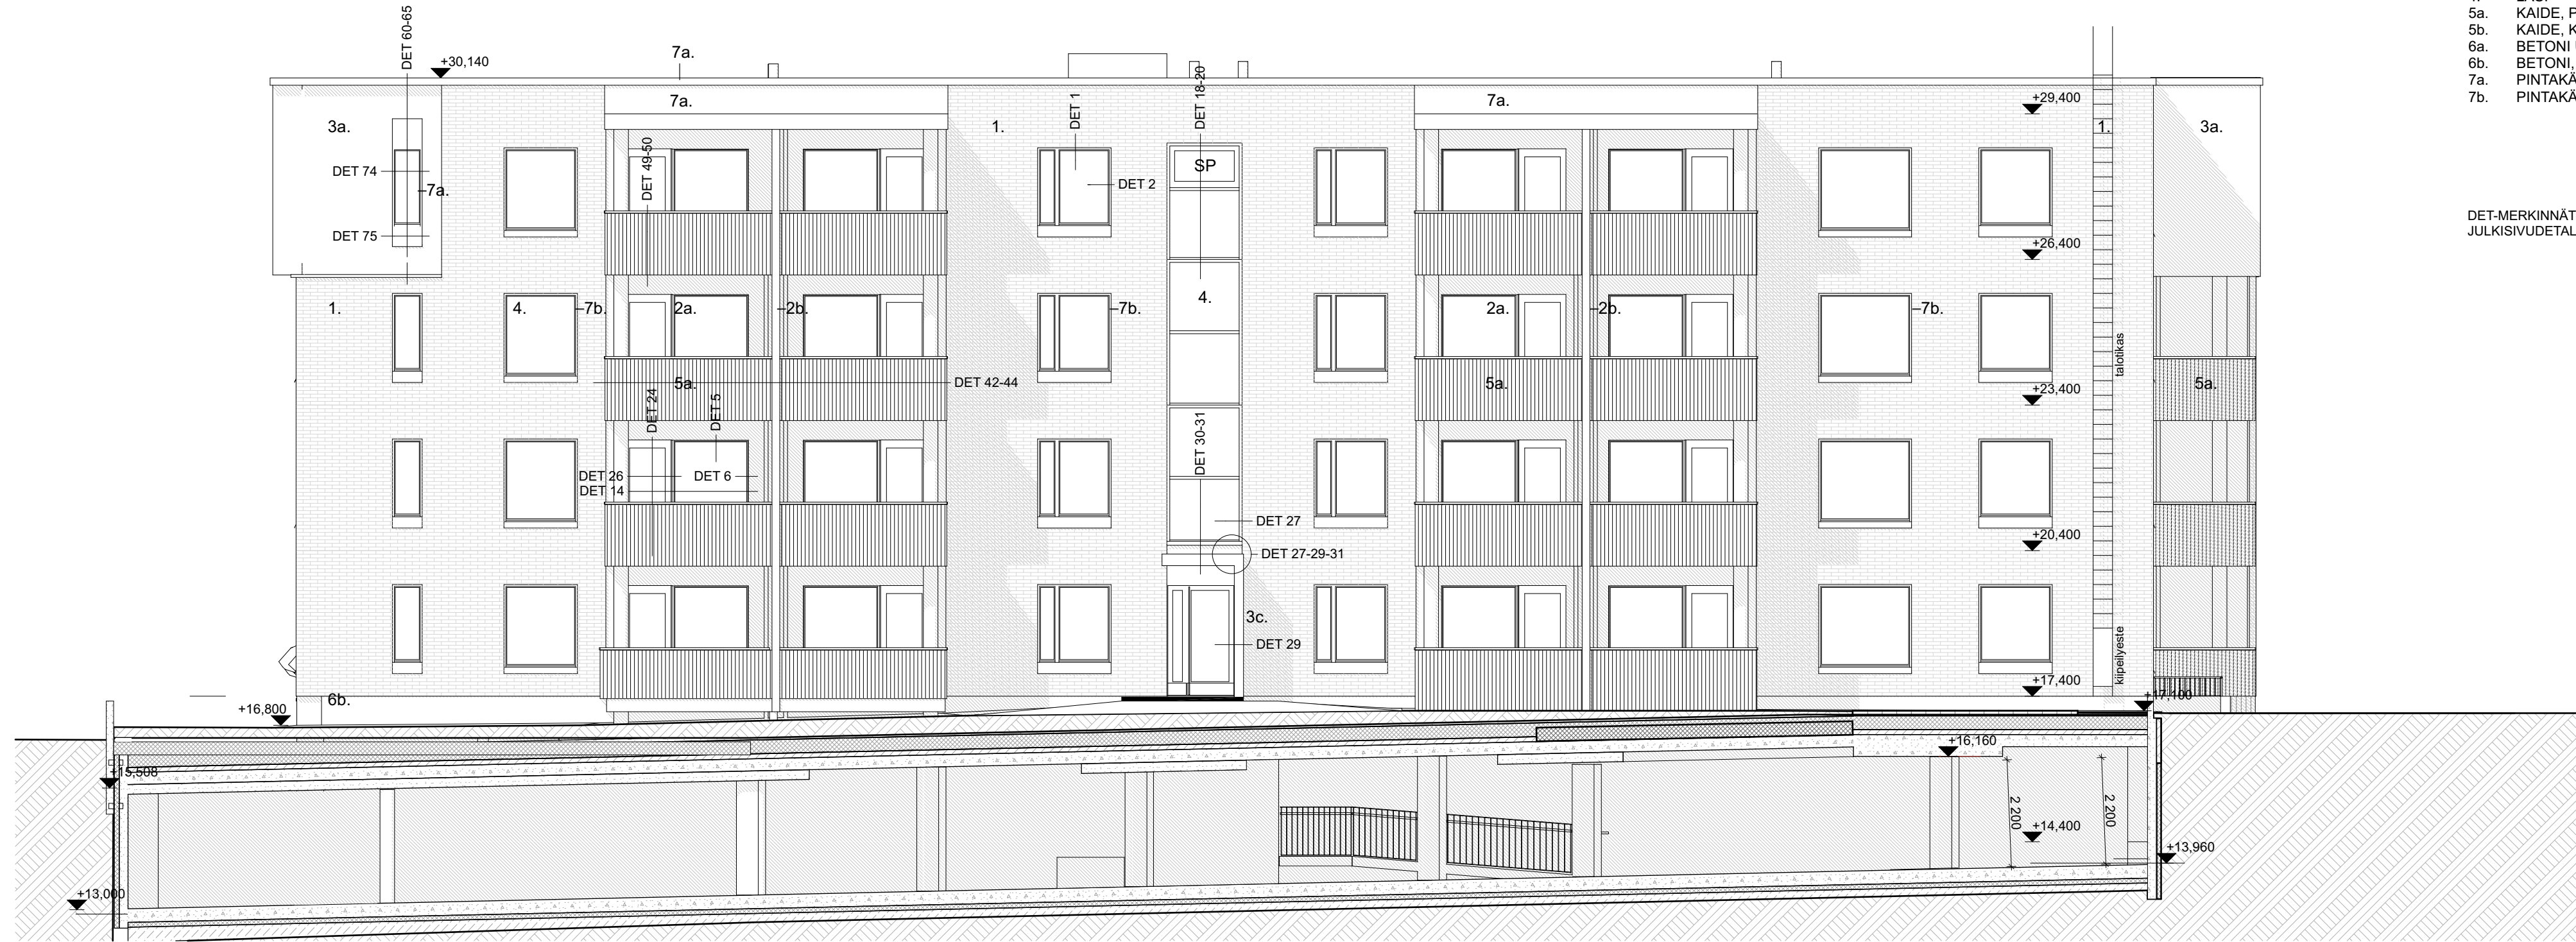 DET 60-65
7a.
+30,140
7a.
7a.
DET 1
DET 18-20
+29,400
3a.
1.
1.
3a.
DET 74
7a.
DET 49-50
SP
DET 2
DET 75
+26,400
1.
4.
7b.
2a.
2b.
7b.
4.
2a.
2b.
7b.
talotikas
5a.
DET 42-44
5a.
5a.
+23,400
DET 24
DET 5
DET 30-31
DET 26
DET 6
DET 14
DET 27
+20,400
DET 27-29-31
3c.
DET 29
kiipeilyeste
+17,400
+17,100
6b.
+16,800
+16,160
+15,508
2 200
2 200
+14,400
+13,960
+13,000
5a. KAIDE, P
5b. KAIDE, K
6a. BETONI
6b. BETONI,
7a. PINTAKÄ
7b. PINTAKÄ
DET-MERKINNÄT
JULKISIVUDETAL